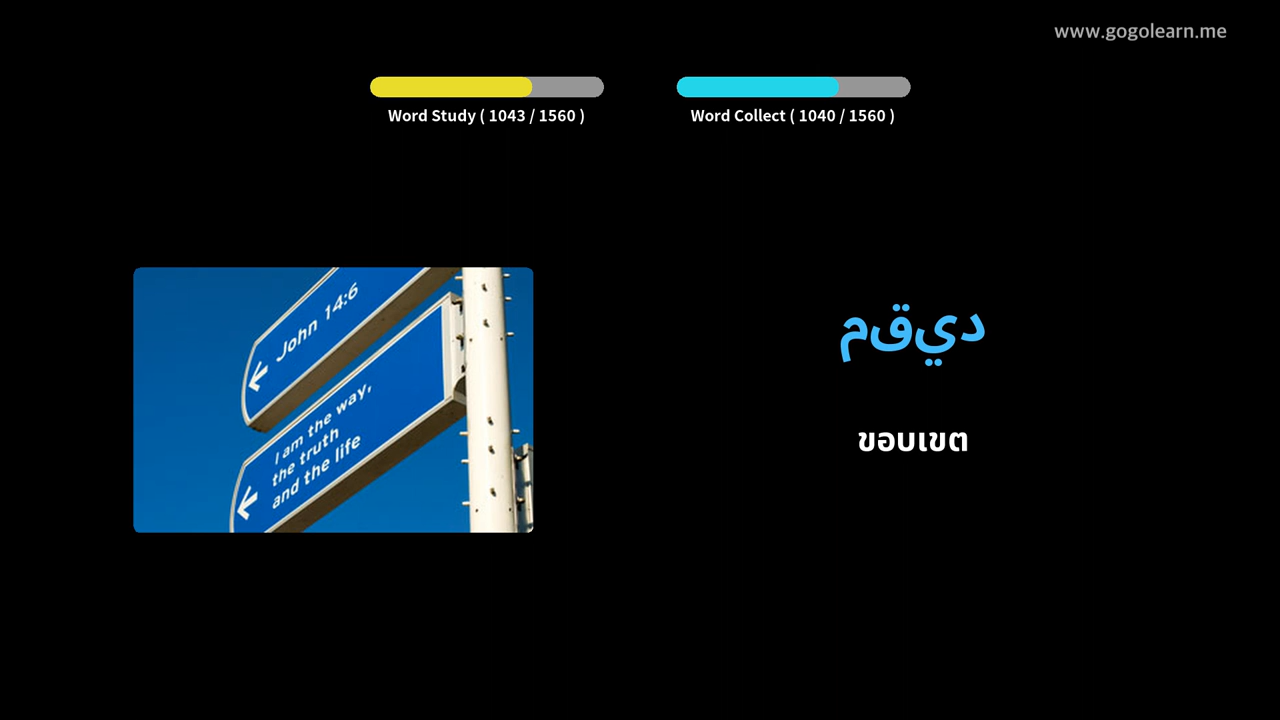 www.gogolearn.me
Word Study ( 1043 / 1560 )
Word Collect ( 1040 / 1560 )
John 14:6
I am the way,
the truth
and the life
ديقم
ขอบเขต